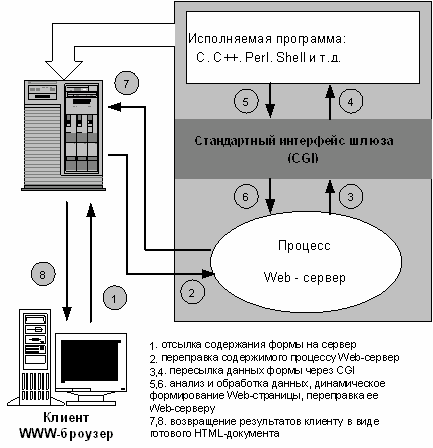 Исполняемая программа:
С. С++. Perl. Shell и т.д.
7
5
4
Стандартный интерфейс шлюза
(CGI)
6
3
Процесс
Web - сервер
8
1
2
1. отсылка содержания формы на сервер
2. переправка содержимого процессу Web-сервер
3,4. пересылка данных формы через CGI
5,6. анализ и обработка данных, динамическое
формирование Web-страницы, переправка ее
Web-серверу
7,8. возвращение результатов клиенту в виде
готового HTML-документа
Клиент
WWW-броузер